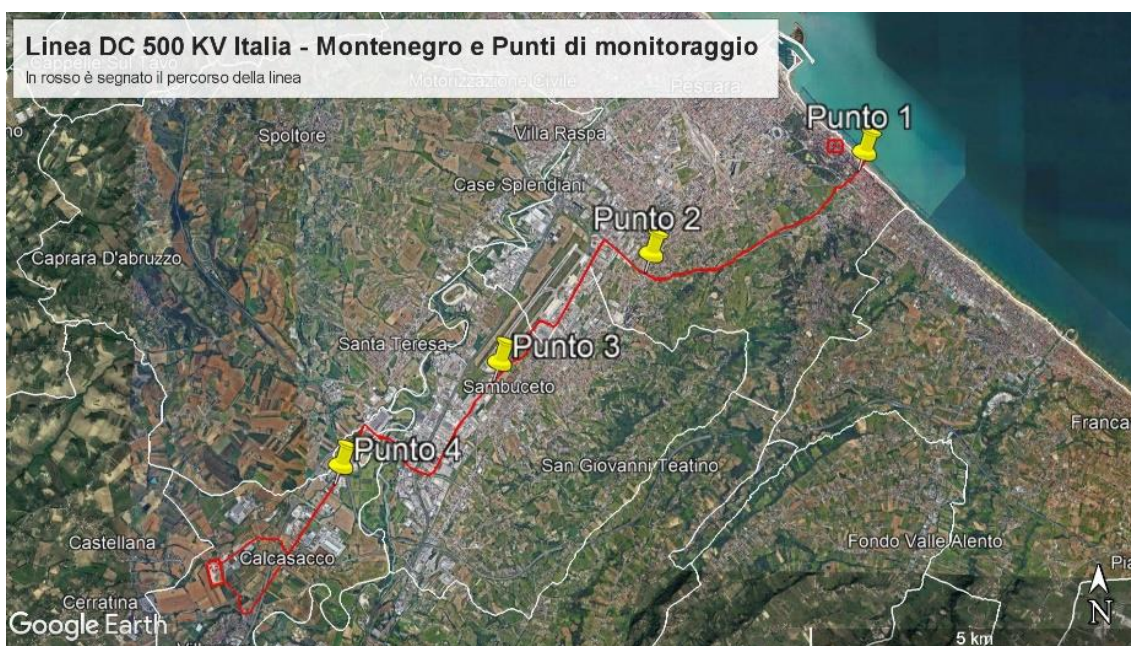 Linea DC 500 KV Italia - Montenegro e Punti di monitoraggio
In rosso è segnato il percorso della linea
Cappelle Sul Tavo
Motorizzazione Civile
Pescara
Punto 1
Spoltore
Villa Raspa
Case Splendiani
Punto 2
Caprara D'abruzzo
Santa Teresa
Punto 3
Sambuceto
Franca
Punto 4
San Giovanni Teatino
Castellana
Calcasacco
Fondo Valle Alento
Cerratina
Google Earth
N
5 km